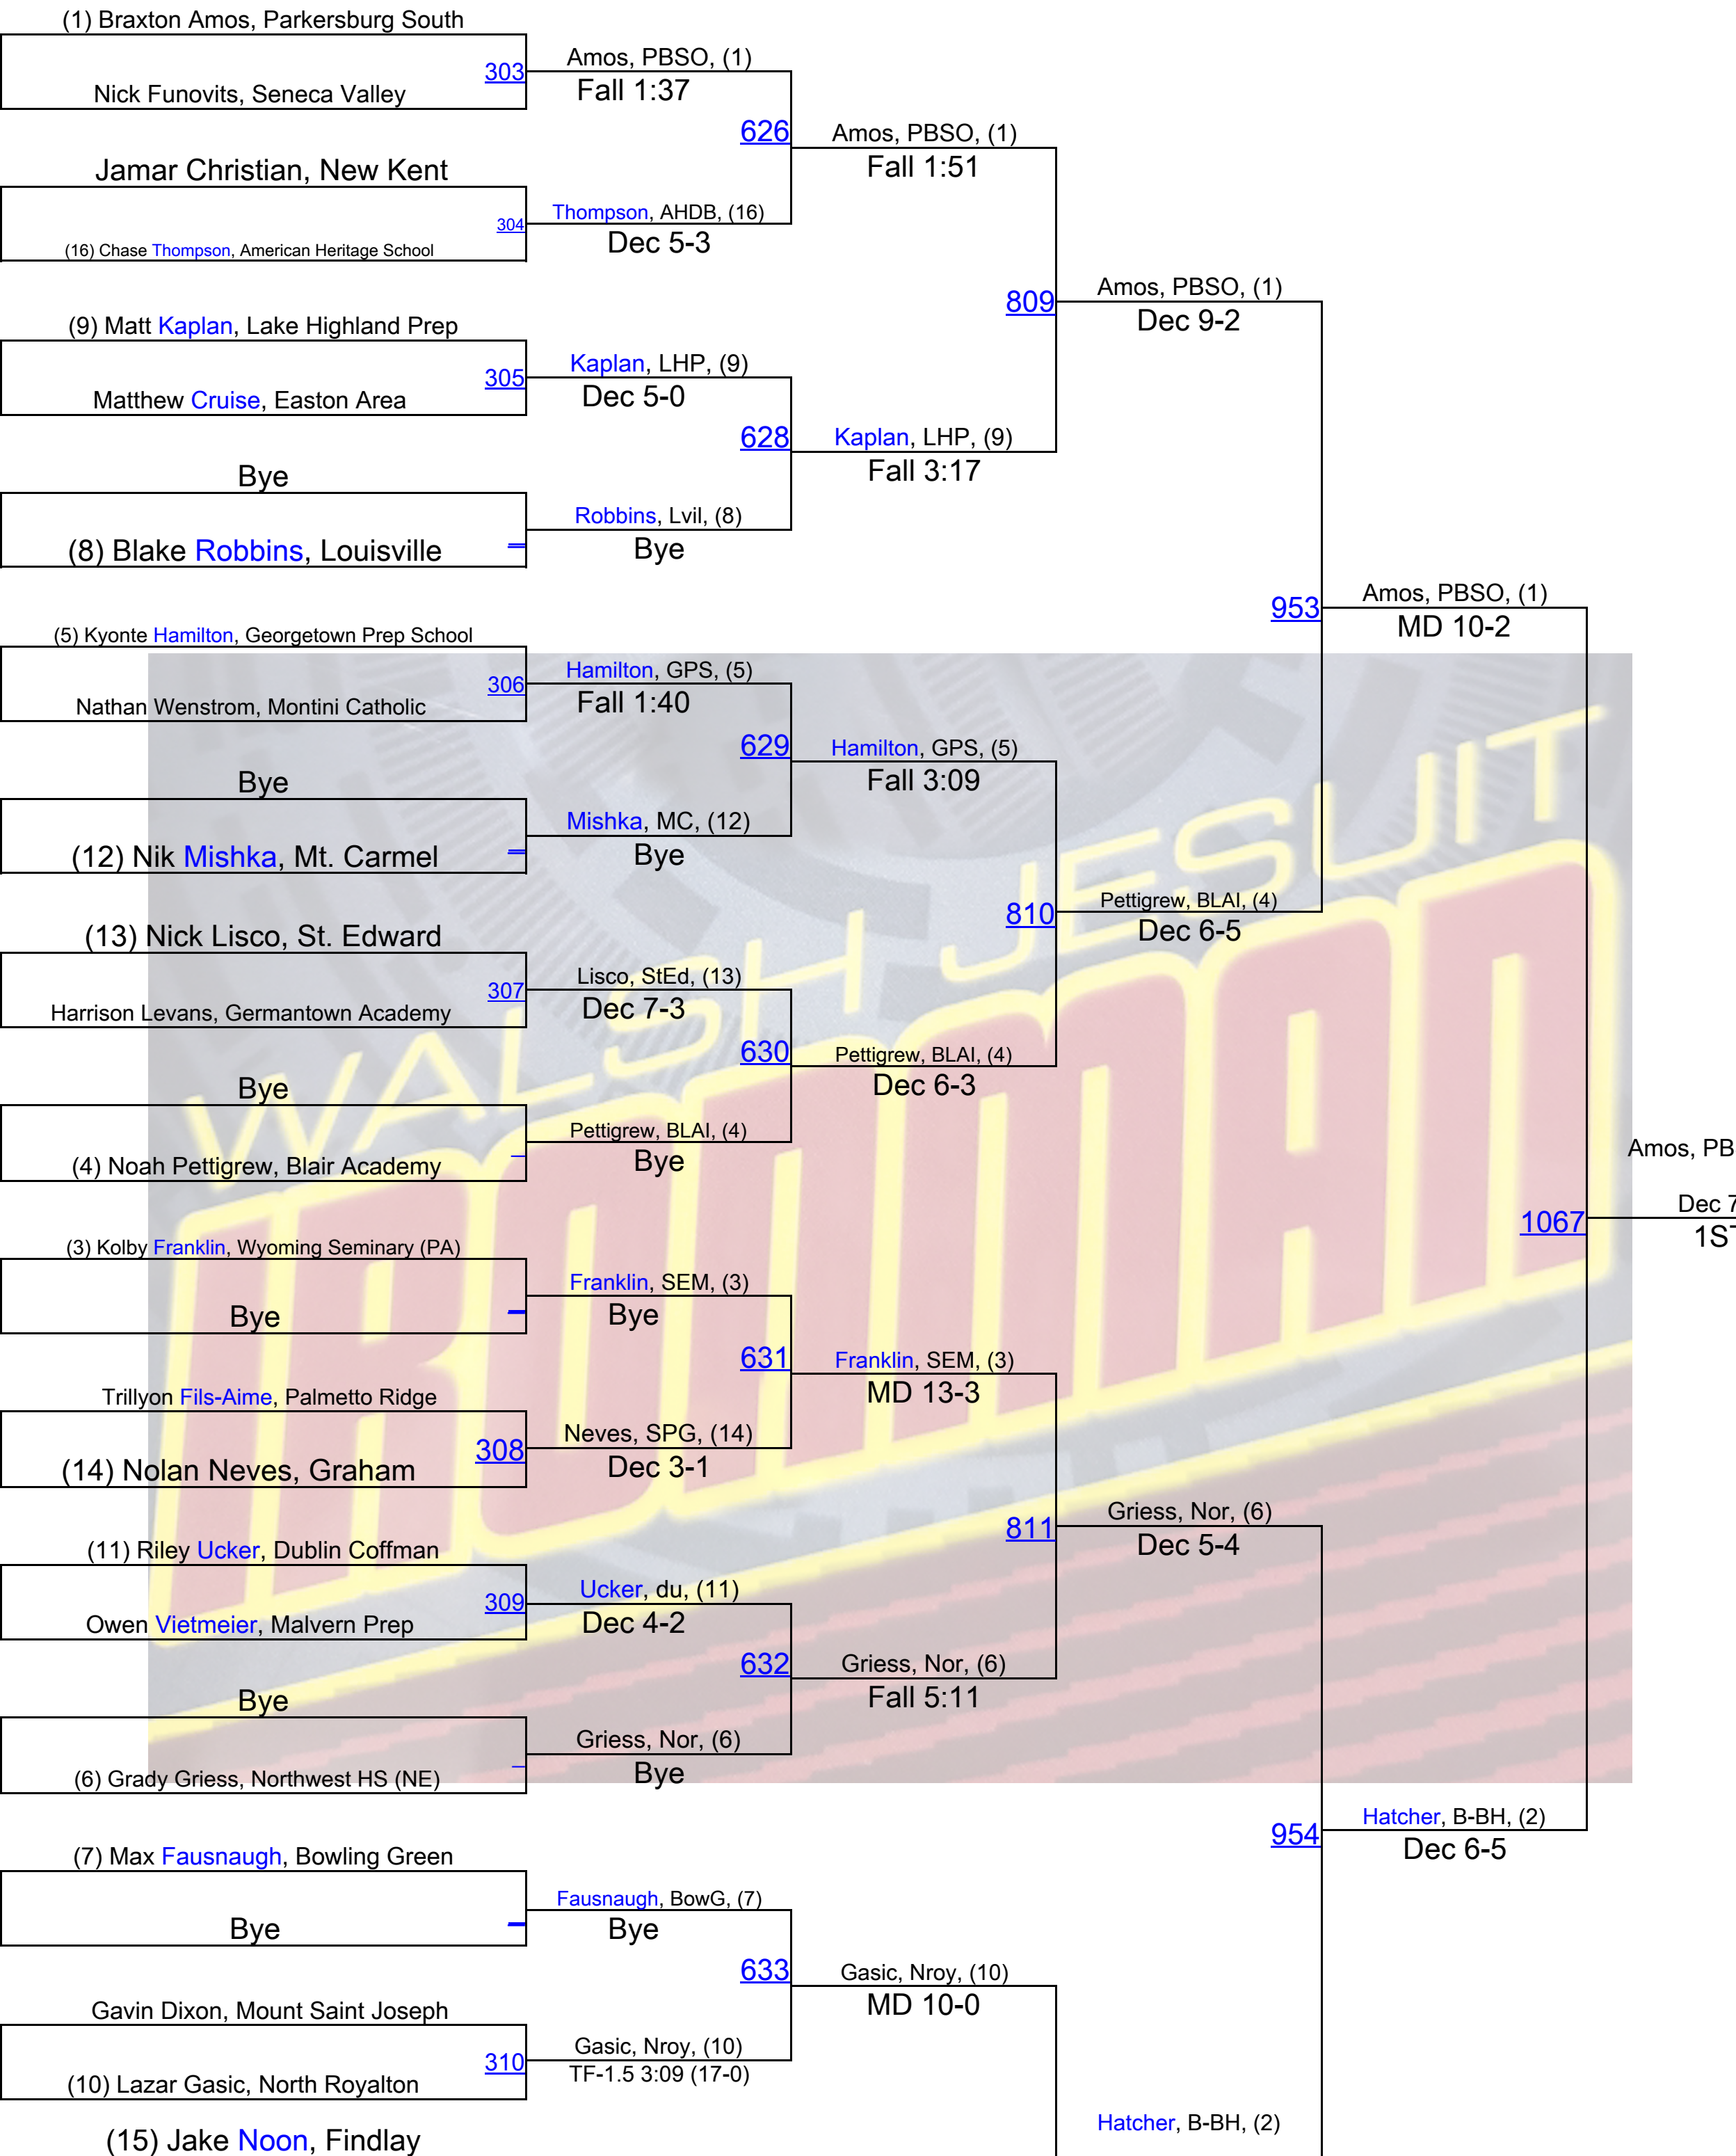 (1) Braxton Amos, Parkersburg South
303
Nick Funovits, Seneca Valley
Amos, PBSO, (1)
Fall 1:37
626
Amos, PBSO, (1)
Fall 1:51
Jamar Christian, New Kent
304
(16) Chase Thompson, American Heritage School
Thompson, AHDB, (16)
Dec 5-3
809
Amos, PBSO, (1)
Dec 9-2
(9) Matt Kaplan, Lake Highland Prep
305
Matthew Cruise, Easton Area
Kaplan, LHP, (9)
Dec 5-0
628
Kaplan, LHP, (9)
Fall 3:17
Bye
(8) Blake Robbins, Louisville
Robbins, Lvil, (8)
Bye
953
Amos, PBSO, (1)
MD 10-2
(5) Kyonte Hamilton, Georgetown Prep School
306
Nathan Wenstrom, Montini Catholic
Hamilton, GPS, (5)
Fall 1:40
629
Hamilton, GPS, (5)
Fall 3:09
Bye
(12) Nik Mishka, Mt. Carmel
Mishka, MC, (12)
Bye
810
Pettigrew, BLAI, (4)
Dec 6-5
(13) Nick Lisco, St. Edward
307
Harrison Levans, Germantown Academy
Lisco, StEd, (13)
Dec 7-3
630
Pettigrew, BLAI, (4)
Dec 6-3
Bye
(4) Noah Pettigrew, Blair Academy
Pettigrew, BLAI, (4)
Bye
WALSH JESUIT
IRONMAN
1067
Amos, PB
Dec 7
1S
(3) Kolby Franklin, Wyoming Seminary (PA)
Bye
Franklin, SEM, (3)
Bye
631
Franklin, SEM, (3)
MD 13-3
Trillyon Fils-Aime, Palmetto Ridge
308
(14) Nolan Neves, Graham
Neves, SPG, (14)
Dec 3-1
811
Griess, Nor, (6)
Dec 5-4
(11) Riley Ucker, Dublin Coffman
309
Owen Vietmeier, Malvern Prep
Ucker, du, (11)
Dec 4-2
632
Griess, Nor, (6)
Fall 5:11
Bye
(6) Grady Griess, Northwest HS (NE)
Griess, Nor, (6)
Bye
954
Hatcher, B-BH, (2)
Dec 6-5
(7) Max Fausnaugh, Bowling Green
Bye
Fausnaugh, BowG, (7)
Bye
633
Gasic, Nroy, (10)
MD 10-0
Gavin Dixon, Mount Saint Joseph
310
(10) Lazar Gasic, North Royalton
Gasic, Nroy, (10)
TF-1.5 3:09 (17-0)
Hatcher, B-BH, (2)
(15) Jake Noon, Findlay